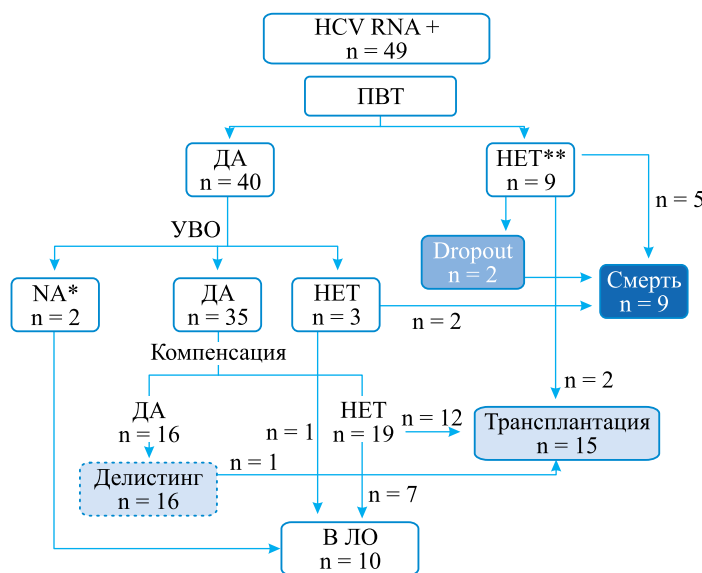 HCV RNA +
n = 49
ПВТ
ДА
n = 40
НЕТ**
n = 9
n = 5
УВО
Dropout
n = 2
Смерть
n = 9
NA*
n = 2
ДА
n = 35
НЕТ
n = 3
n = 2
Компенсация
n = 2
ДА
n = 16
НЕТ
n = 19
n = 12
Трансплантация
n = 15
n = 1
Делистинг
n = 16
n = 1
n = 7
В ЛО
n = 10